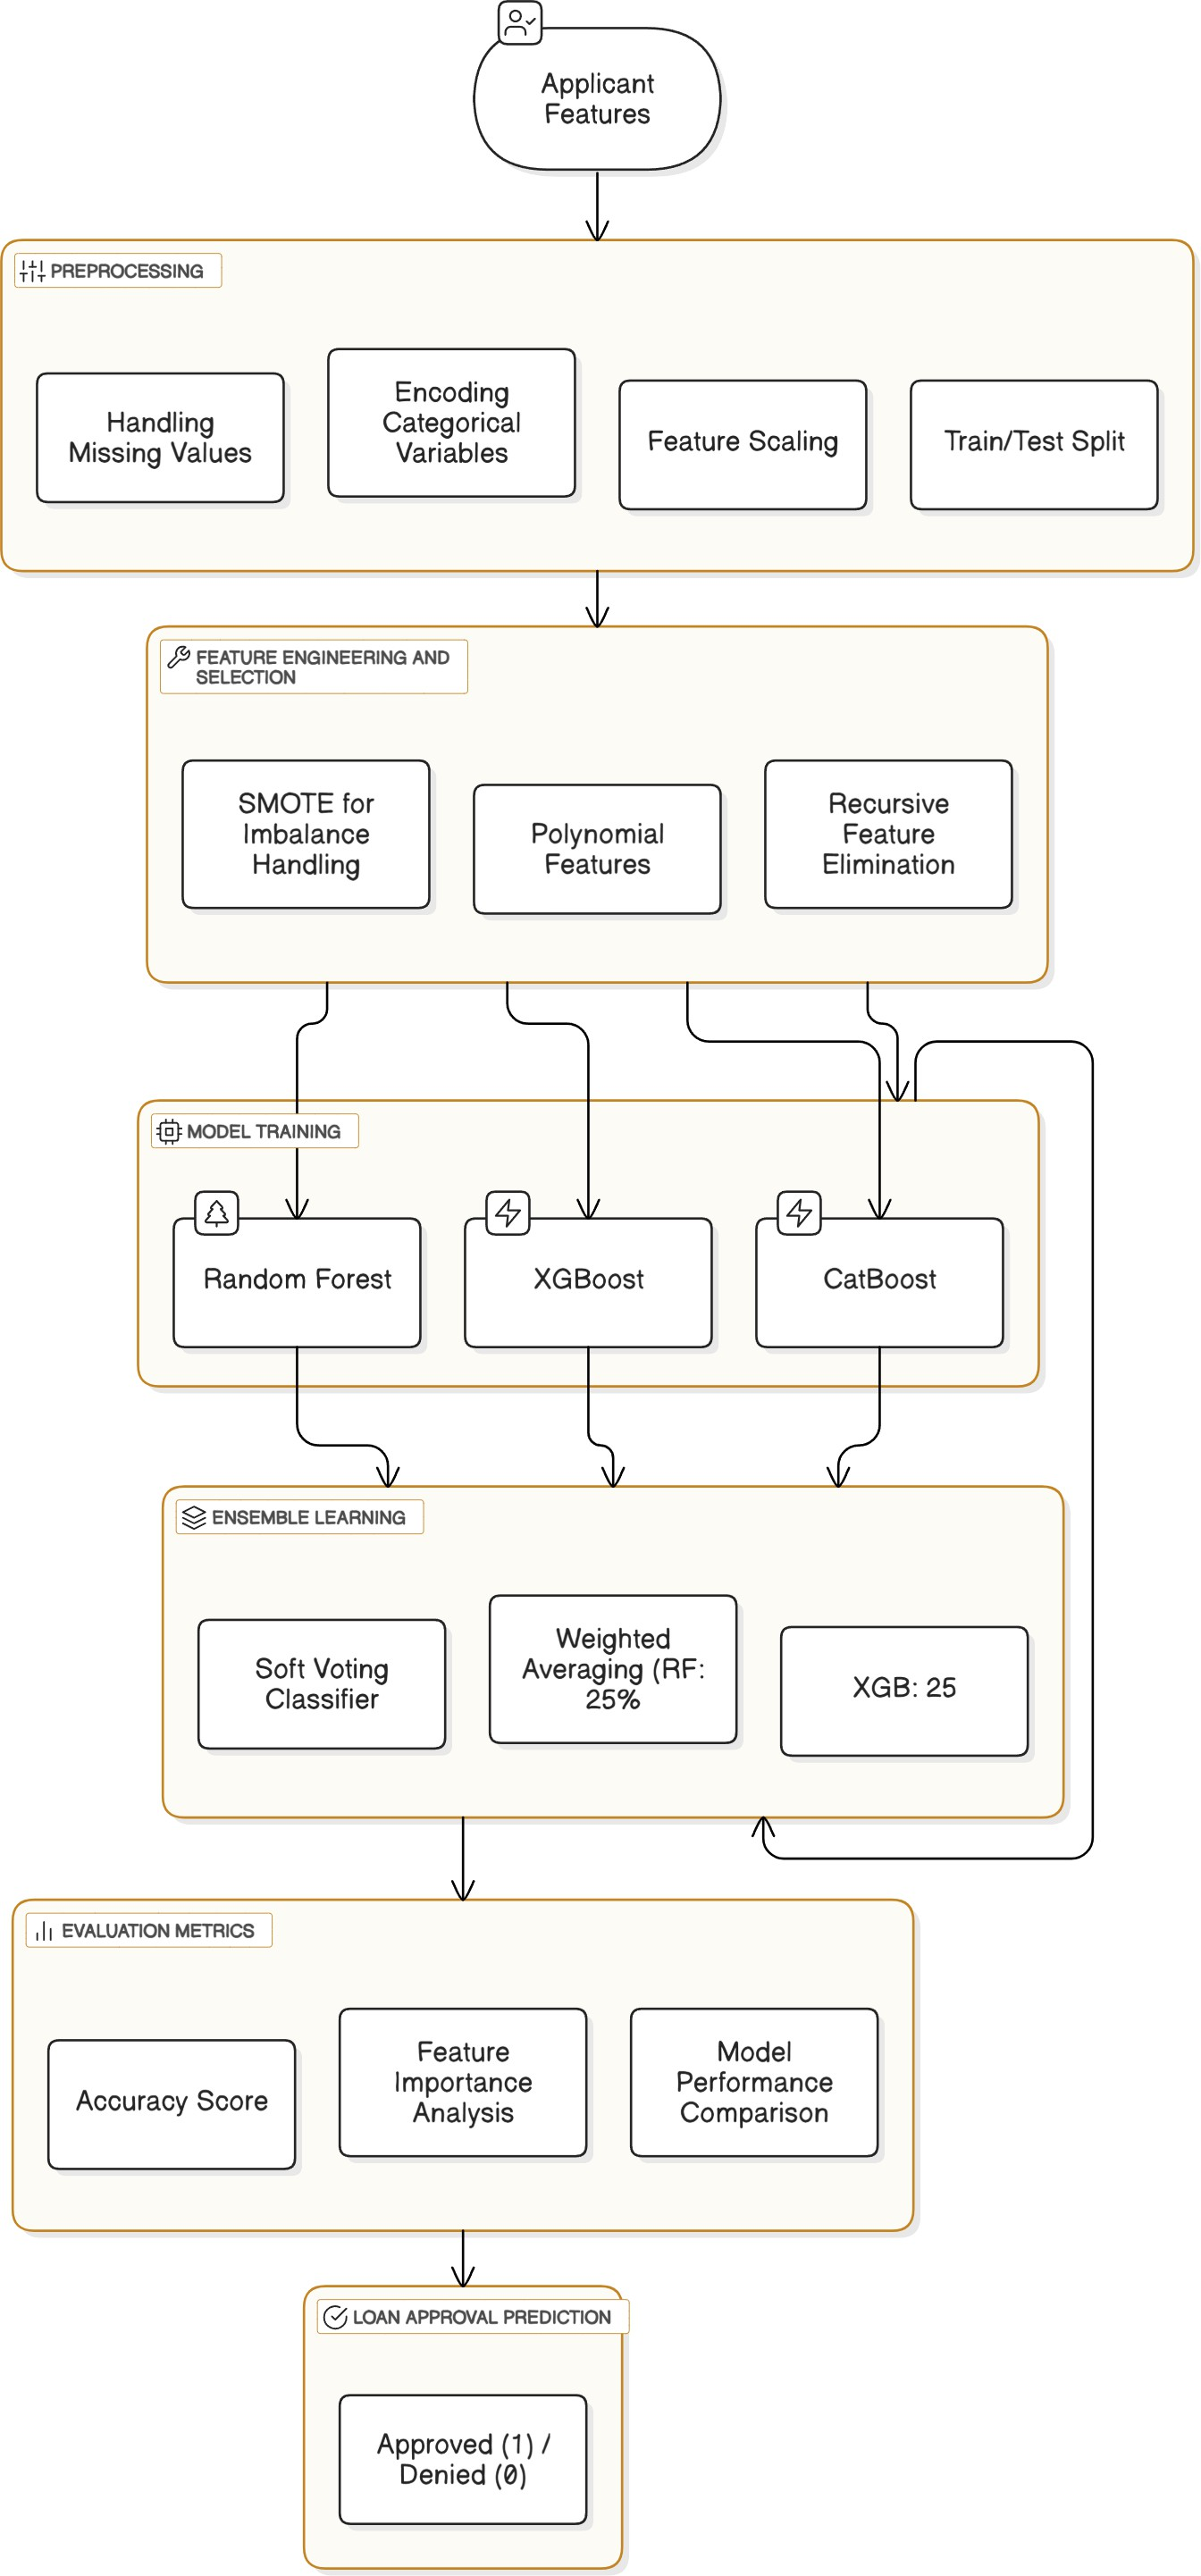 Applicant
Features
PREPROCESSING
Handling
Missing Values
Encoding
Categorical
Variables
Feature Scaling
Train/Test Split
FEATURE ENGINEERING AND
SELECTION
SMOTE for
Imbalance
Handling
Polynomial
Features
Recursive
Feature
Elimination
MODEL TRAINING
Random Forest
XGBoost
CatBoost
ENSEMBLE LEARNING
Soft Voting
Classifier
Weighted
Averaging (RF:
25%
XGB: 25
EVALUATION METRICS
Accuracy Score
Feature
Importance
Analysis
Model
Performance
Comparison
LOAN APPROVAL PREDICTION
Approved (1) /
Denied (0)